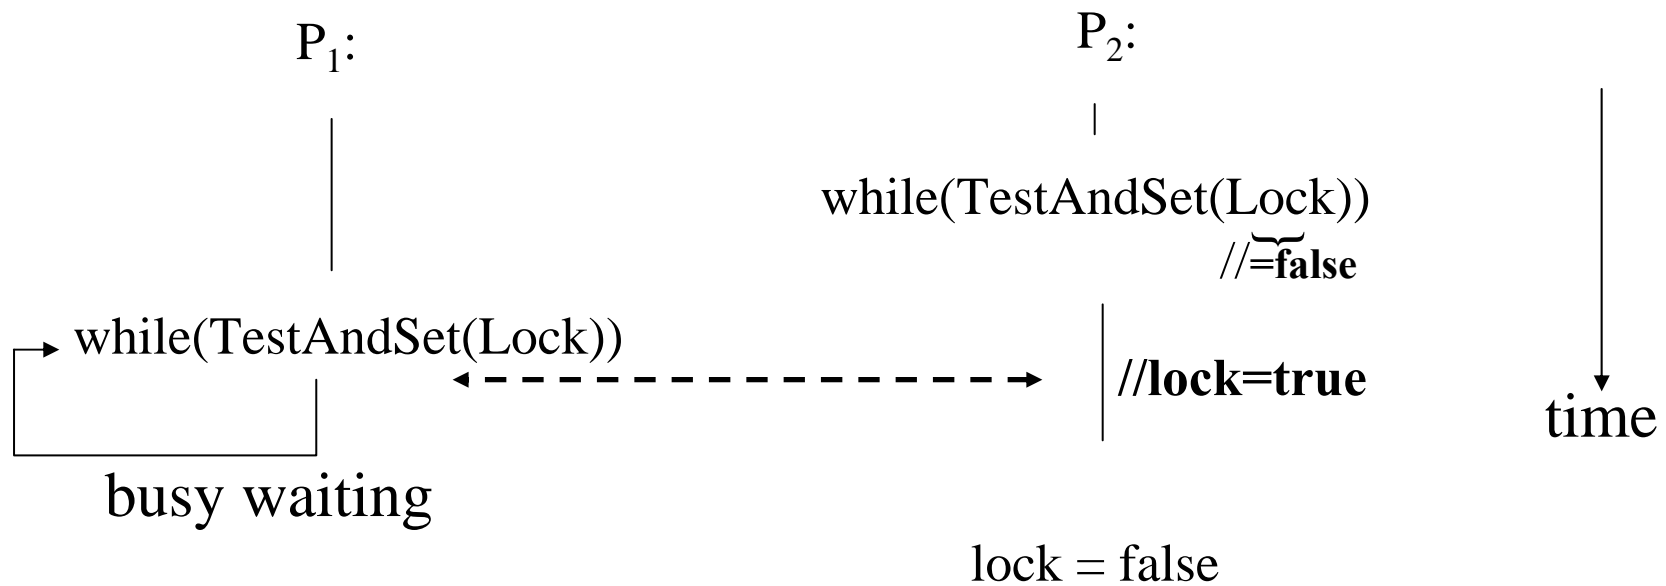 P1:
P2:
while(TestAndSet(Lock))
//=false
while(TestAndSet(Lock))
//lock=true
time
busy waiting
lock = false